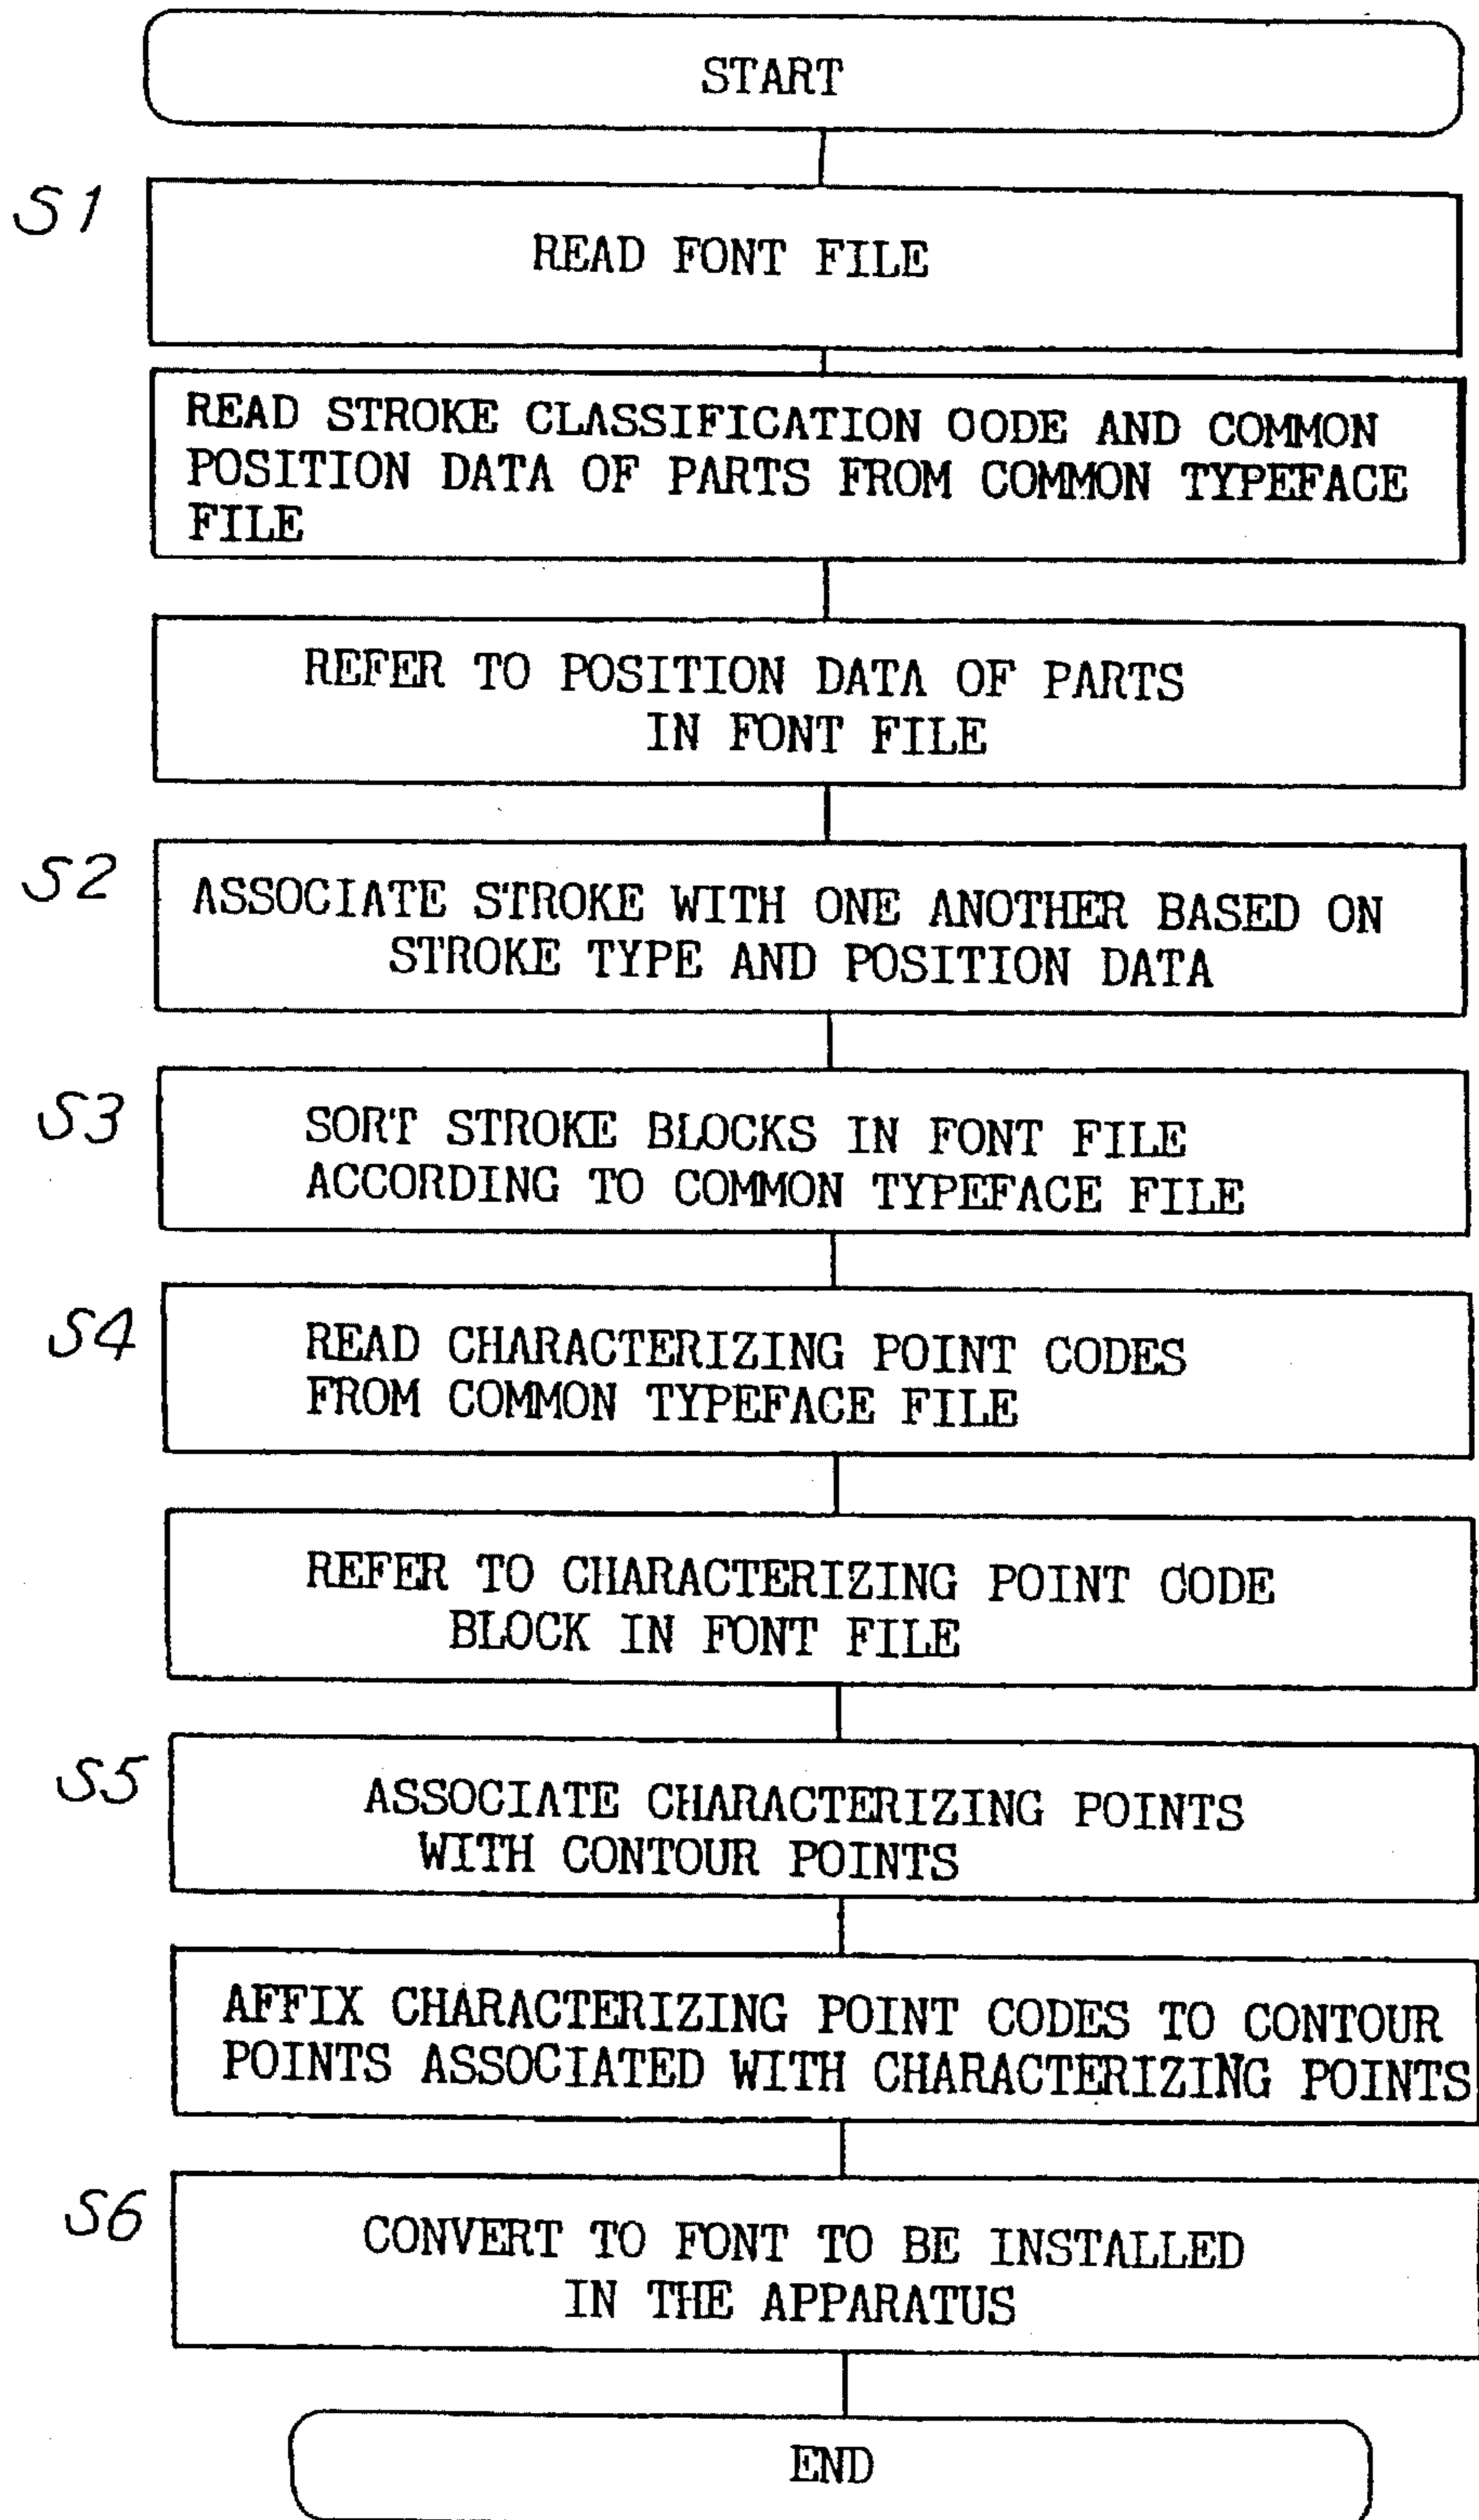 START
S1
READ FONT FILE
READ STROKE CLASSIFICATION OODE AND COMMON
POSITION DATA OF PARTS FROM COMMON TYPEFACE
FILE
REFER TO POSITION DATA OF PARTS
IN FONT FILE
S2
ASSOCIATE STROKE WITH ONE ANOTHER BASED ON
STROKE TYPE AND POSITION DATA
S3
SORT STROKE BLOCKS IN FONT FILE
ACCORDING TO COMMON TYPEFACE FILE
S4
READ CHARACTERIZING POINT CODES
FROM COMMON TYPEFACE FILE
REFER TO CHARACTERIZING POINT CODE
BLOCK IN FONT FILE
S5
ASSOCIATE CHARACTERIZING POINTS
WITH CONTOUR POINTS
AFFIX CHARACTERIZING POINT CODES TO CONTOUR
POINTS ASSOCIATED WITH CHARACTERIZING POINTS
S6
CONVERT TO FONT TO BE INSTALLED
IN THE APPARATUS
END